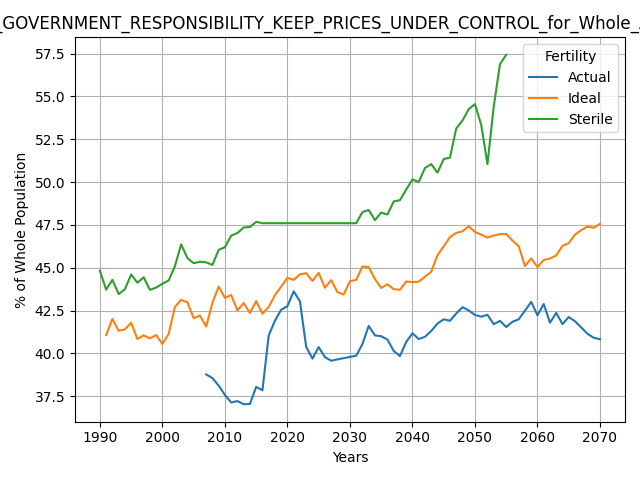 _GOVERNMENT_RESPONSIBILITY_KEEP_PRICES_UNDER_CONTROL_for_Whole_
57.5
55.0
52.5
50.0
47.5
45.0
42.5
40.0
37.5
% of Whole Population
Fertility
Actual
Ideal
Sterile
1990 2000 2010 2020 2030 2040 2050 2060 2070
Years